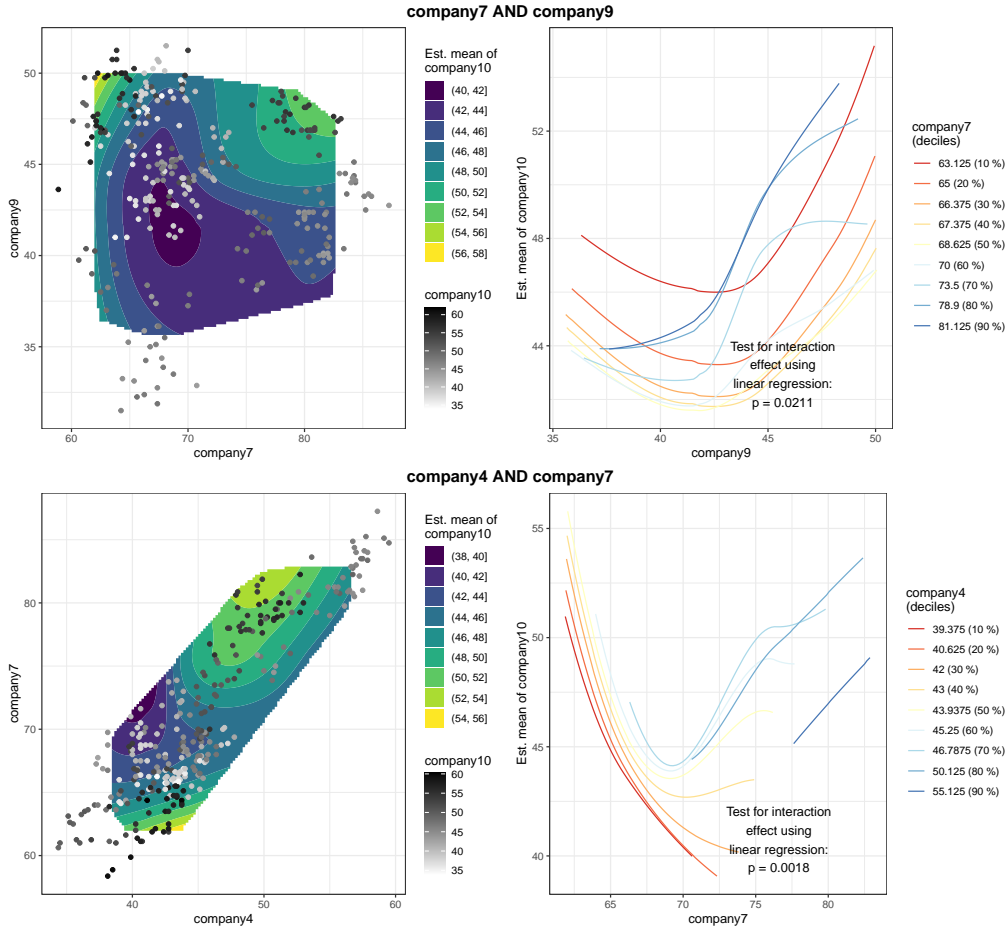 company7 AND company9
Est. mean of
company10
(40, 42]
(42, 44]
(44, 46]
(46, 48]
(48, 50]
(50, 52]
(52, 54]
(54, 56]
(56, 58]
company10
60
55
50
45
40
35
50
45
40
35
60
70
80
company7
company9
52
48
44
35
40
45
50
company9
Est. mean of company10
Test for interaction
effect using
linear regression:
p = 0.0211
company7
(deciles)
63.125 (10 %)
65 (20 %)
66.375 (30 %)
67.375 (40 %)
68.625 (50 %)
70 (60 %)
73.5 (70 %)
78.9 (80 %)
81.125 (90 %)
company4 AND company7
Est. mean of
company10
(38, 40]
(40, 42]
(42, 44]
(44, 46]
(46, 48]
(48, 50]
(50, 52]
(52, 54]
(54, 56]
company10
60
55
50
45
40
35
80
70
60
40
50
60
company4
company7
55
50
45
40
65
70
75
80
company7
Est. mean of company10
Test for interaction
effect using
linear regression:
p = 0.0018
company4
(deciles)
39.375 (10 %)
40.625 (20 %)
42 (30 %)
43 (40 %)
43.9375 (50 %)
45.25 (60 %)
46.7875 (70 %)
50.125 (80 %)
55.125 (90 %)